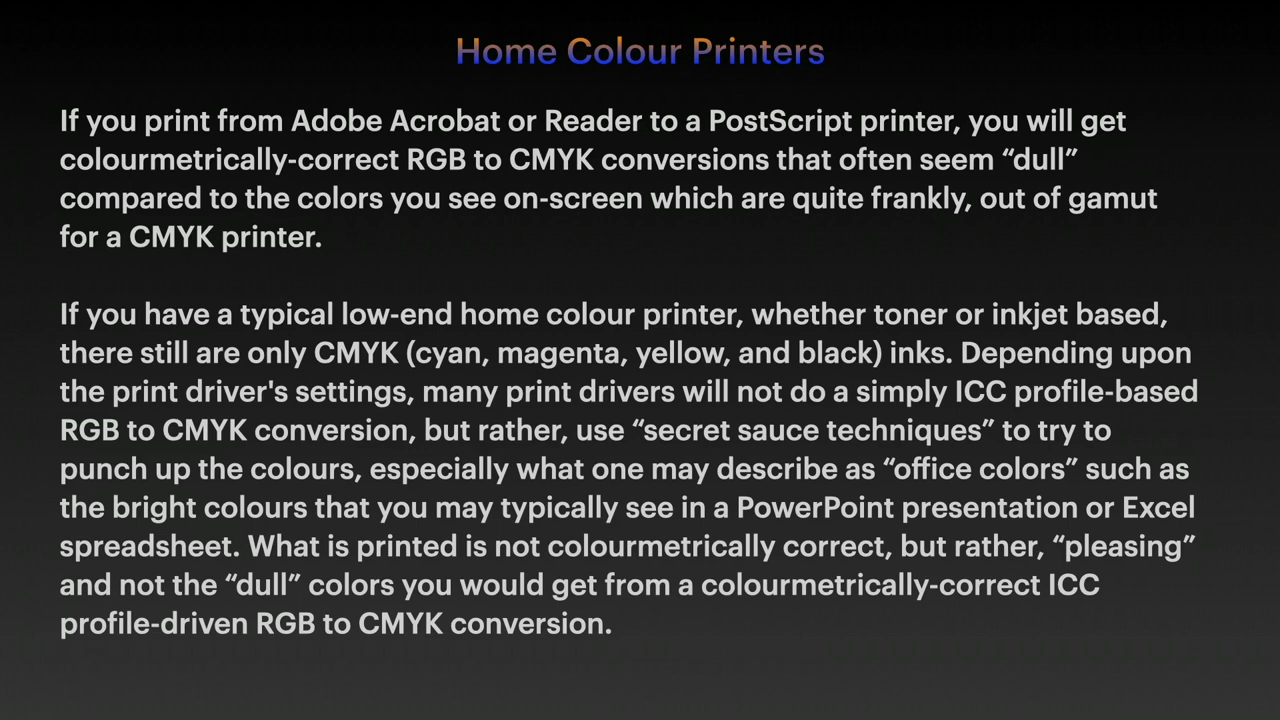 Home Colour Printers
If you print from Adobe Acrobat or Reader to a PostScript printer, you will get
colourmetrically-correct RGB to CMYK conversions that often seem “dull”
compared to the colors you see on-screen which are quite frankly, out of gamut
for a CMYK printer.
If you have a typical low-end home colour printer, whether toner or inkjet based,
there still are only CMYK (cyan, magenta, yellow, and black) inks. Depending upon
the print driver's settings, many print drivers will not do a simply ICC profile-based
RGB to CMYK conversion, but rather, use “secret sauce techniques” to try to
punch up the colours, especially what one may describe as “office colors” such as
the bright colours that you may typically see in a PowerPoint presentation or Excel
spreadsheet. What is printed is not colourmetrically correct, but rather, “pleasing”
and not the “dull” colors you would get from a colourmetrically-correct ICC
profile-driven RGB to CMYK conversion.